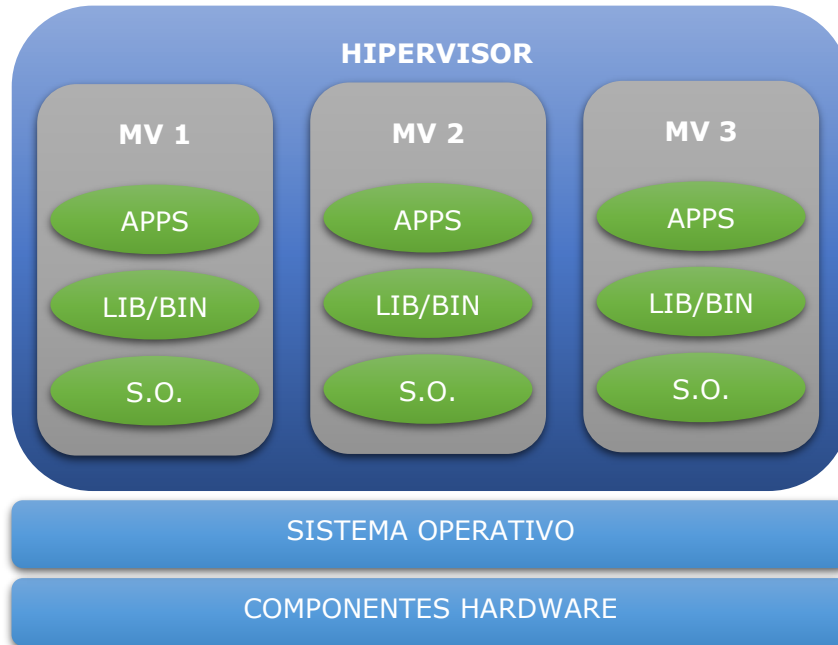 HIPERVISOR
MV 1
APPS
LIB/BIN
S.O.
MV 2
APPS
LIB/BIN
S.O.
MV 3
APPS
LIB/BIN
S.O.
SISTEMA OPERATIVO
COMPONENTES HARDWARE